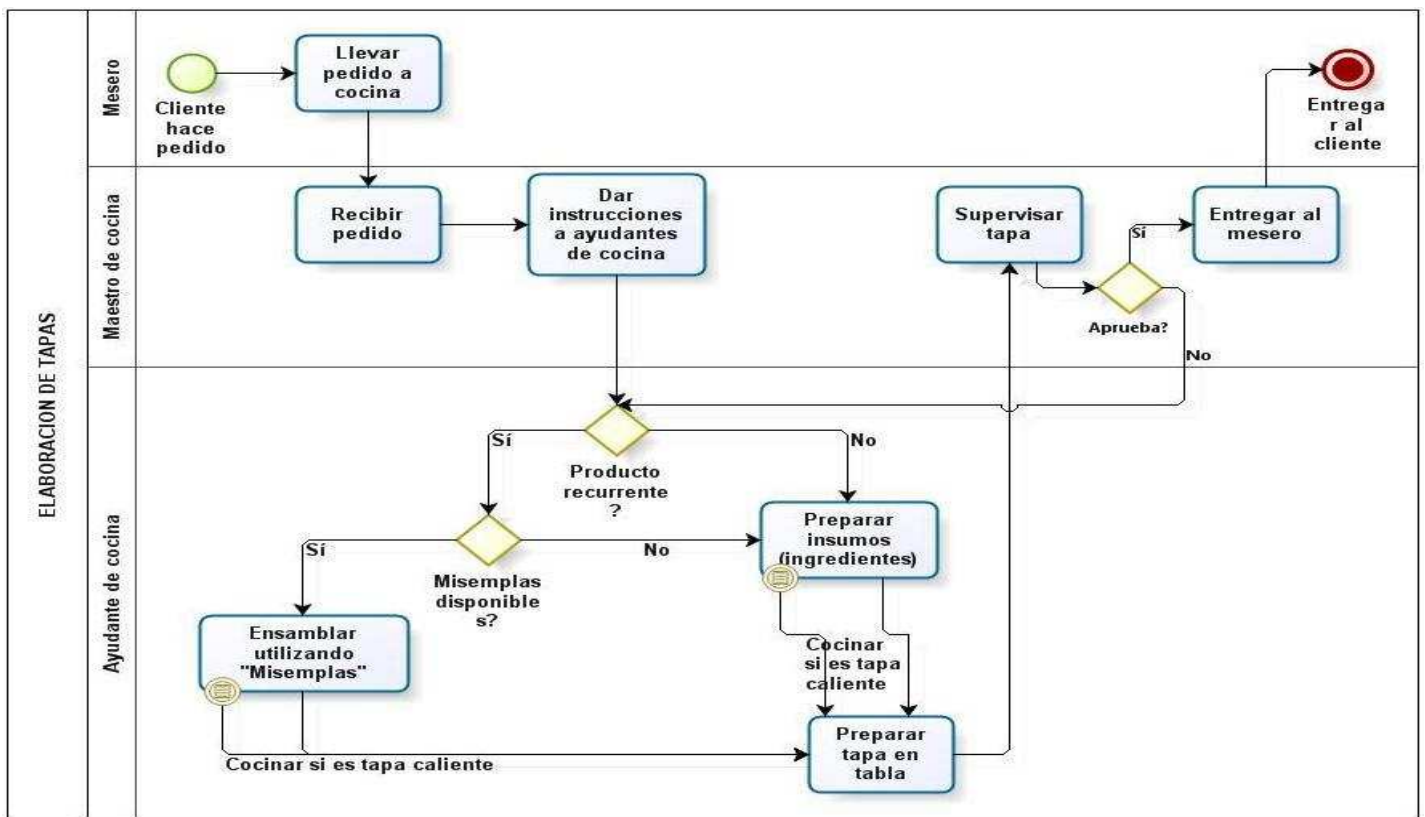 ELABORACION DE TAPAS
Mesero
Cliente
hace
pedido
Llevar
pedido a
cocina
Entrega
r al
cliente
Maestro de cocina
Recibir
pedido
Dar
instrucciones
a ayudantes
de cocina
Supervisar
tapa
Aprueba?
Sí
No
Entregar al
mesero
Ayudante de cocina
Producto
recurrente
?
Sí
No
Misemplas
disponible
s?
Sí
No
Preparar
insumos
(ingredientes)
Ensamblar
utilizando
"Misemplas"
Cocinar
si es tapa
caliente
Cocinar si es tapa caliente
Preparar
tapa en
tabla